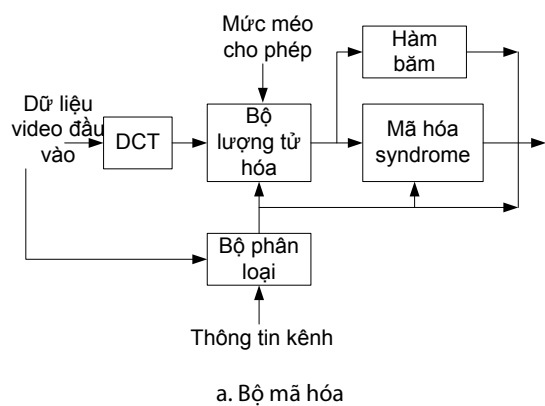 Mức méo
cho phép
Hàm
băm
Dữ liệu
video đầu
vào
DCT
Bộ
lượng tử
hóa
Mã hóa
syndrome
Bộ phân
loại
Thông tin kênh
a. Bộ mã hóa